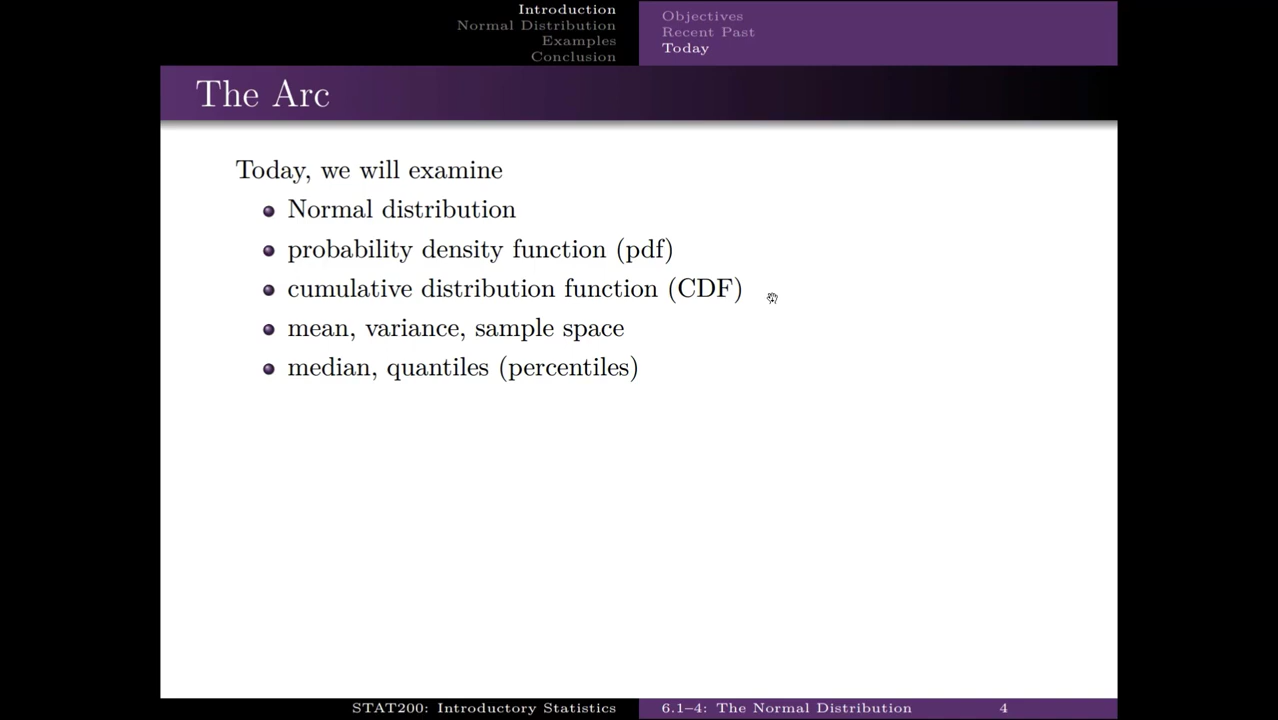 Introduction
Normal Distribution
Examples
Conclusion
Objectives
Recent Past
Today
The Arc
Today, we will examine
Normal distribution
probability density function (pdf)
cumulative distribution function (CDF)
mean, variance, sample space
median, quantiles (percentiles)
STAT200: Introductory Statistics
6.1–4: The Normal Distribution
4